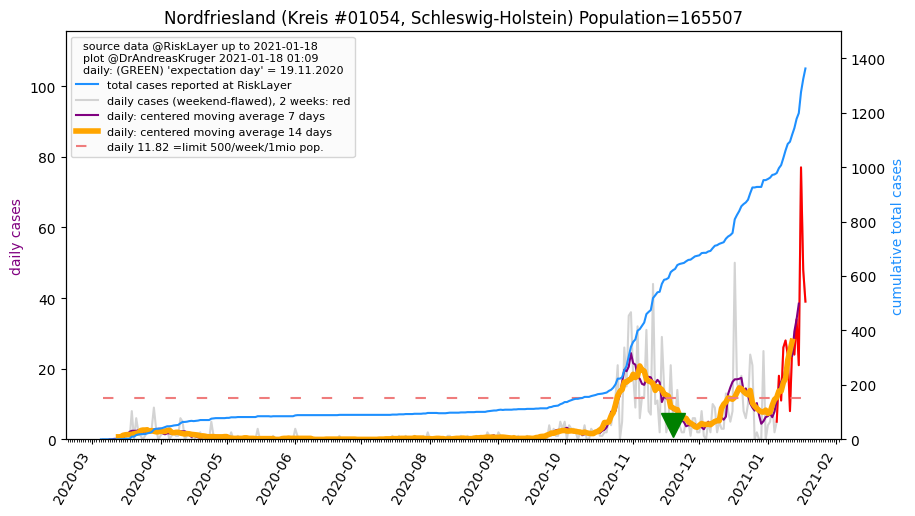 Nordfriesland (Kreis #01054, Schleswig-Holstein) Population=165507
source data @RiskLayer up to 2021-01-18
plot @DrAndreasKruger 2021-01-18 01:09
daily: (GREEN) 'expectation day' = 19.11.2020
total cases reported at RiskLayer
daily cases (weekend-flawed), 2 weeks: red
daily: centered moving average 7 days
daily: centered moving average 14 days
daily 11.82 =limit 500/week/1mio pop.
daily cases
100
80
60
40
20
0
cumulative total cases
1400
1200
1000
800
600
400
200
0
2020-03
2020-04
2020-05
2020-06
2020-07
2020-08
2020-09
2020-10
2020-11
2020-12
2021-01
2021-02